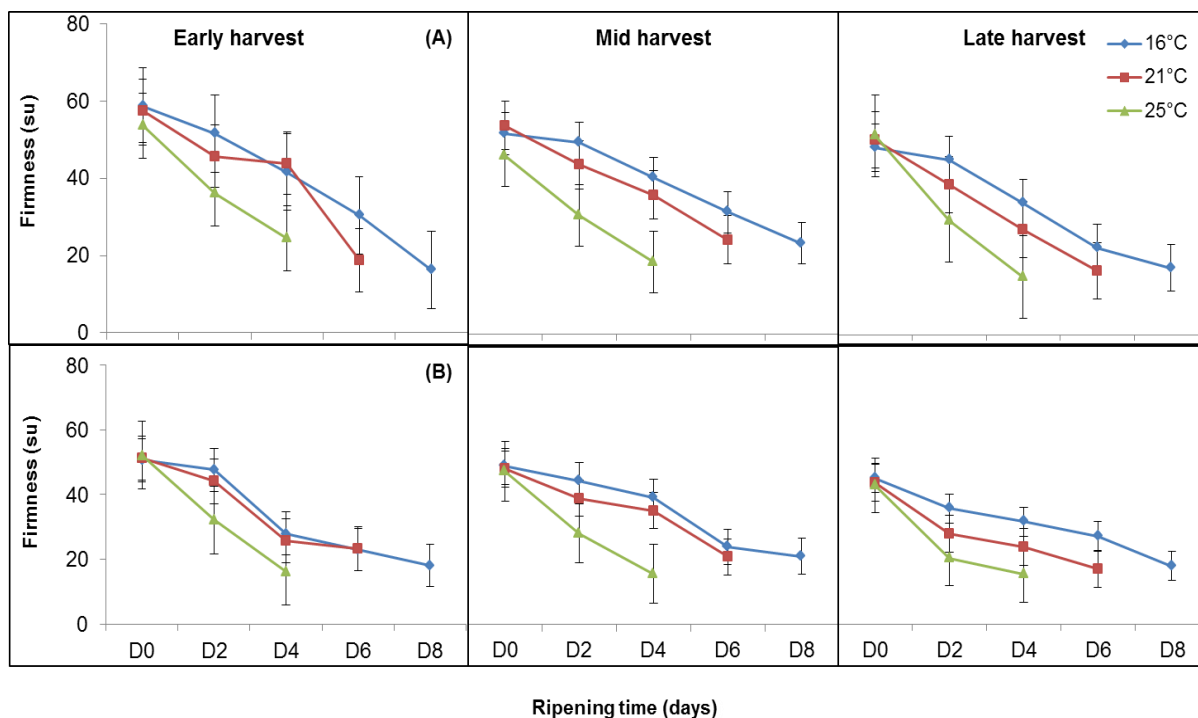 Early harvest (A) Mid harvest Late harvest
16°C
21°C
25°C
Firmness (su)
80
60
40
20
0
(B)
Firmness (su)
80
60
40
20
0
D0 D2 D4 D6 D8 D0 D2 D4 D6 D8 D0 D2 D4 D6 D8
Ripening time (days)